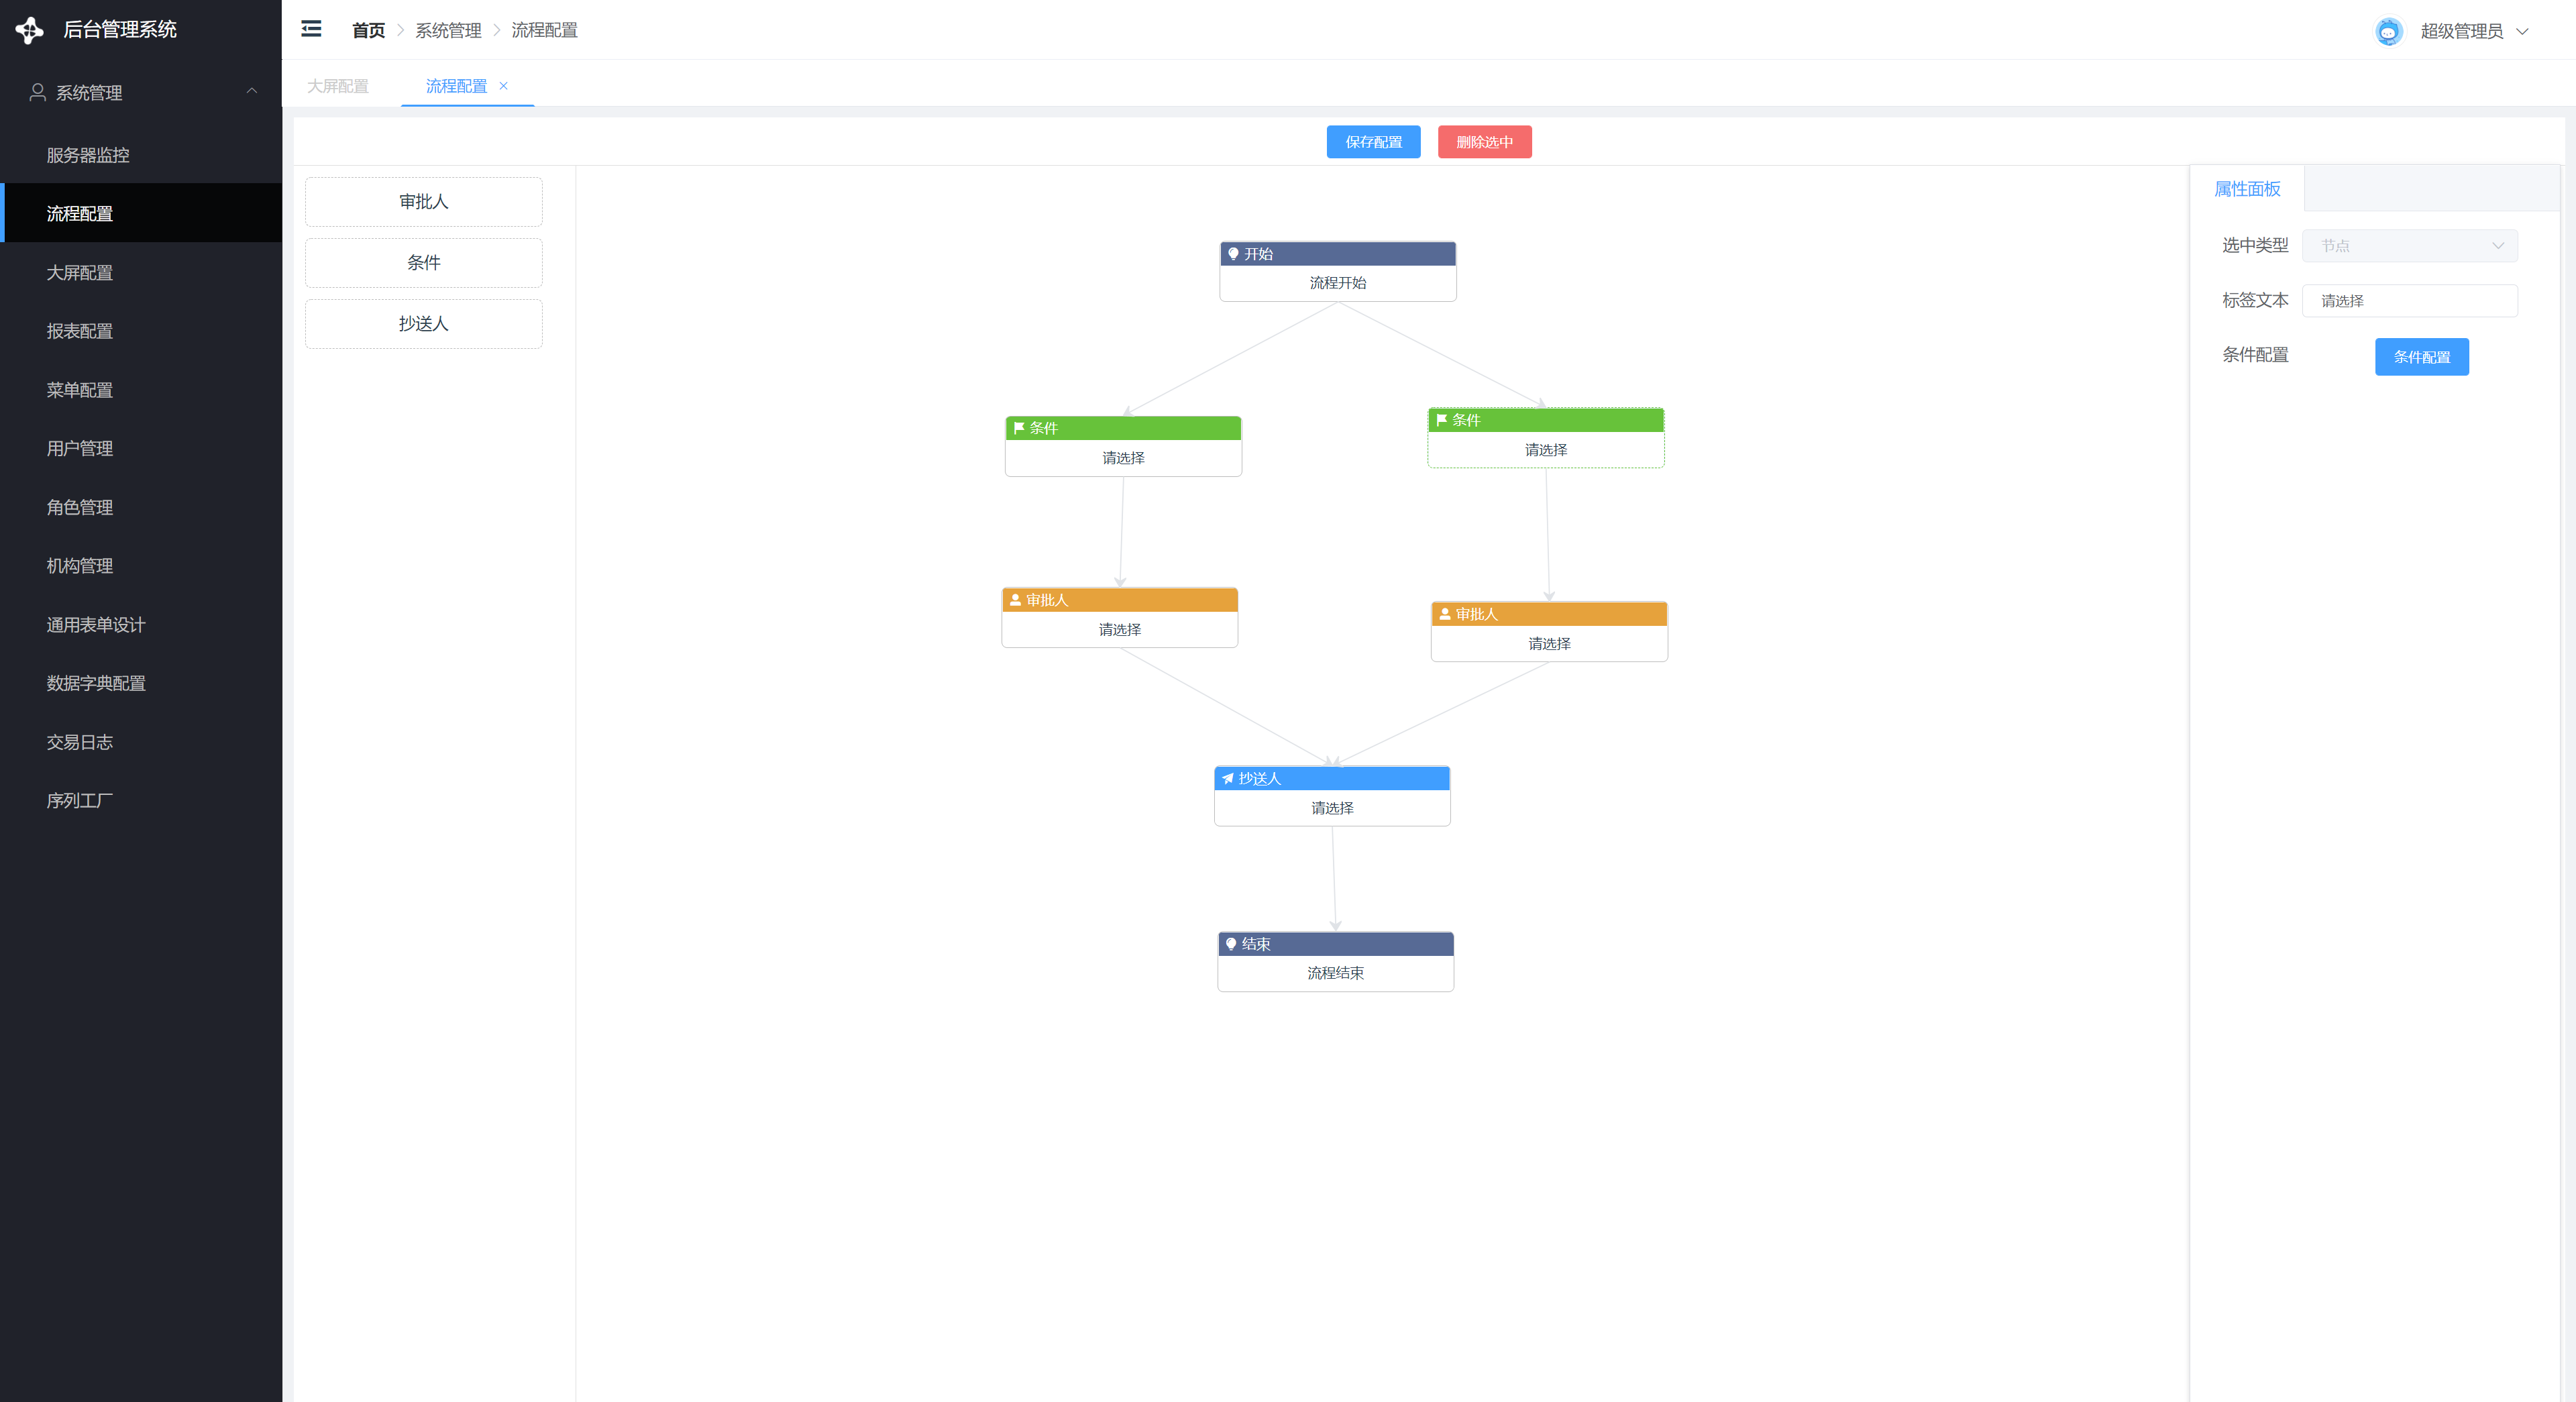 后台管理系统
首页
系统管理
流程配置
超级管理员
系统管理
服务器监控
流程配置
大屏配置
报表配置
菜单配置
用户管理
角色管理
机构管理
通用表单设计
数据字典配置
交易日志
序列工厂
大屏配置
流程配置
保存配置
删除选中
审批人
条件
抄送人
开始
流程开始
条件
请选择
条件
请选择
审批人
请选择
审批人
请选择
抄送人
请选择
结束
流程结束
属性面板
选中类型
节点
标签文本
请选择
条件配置
条件配置